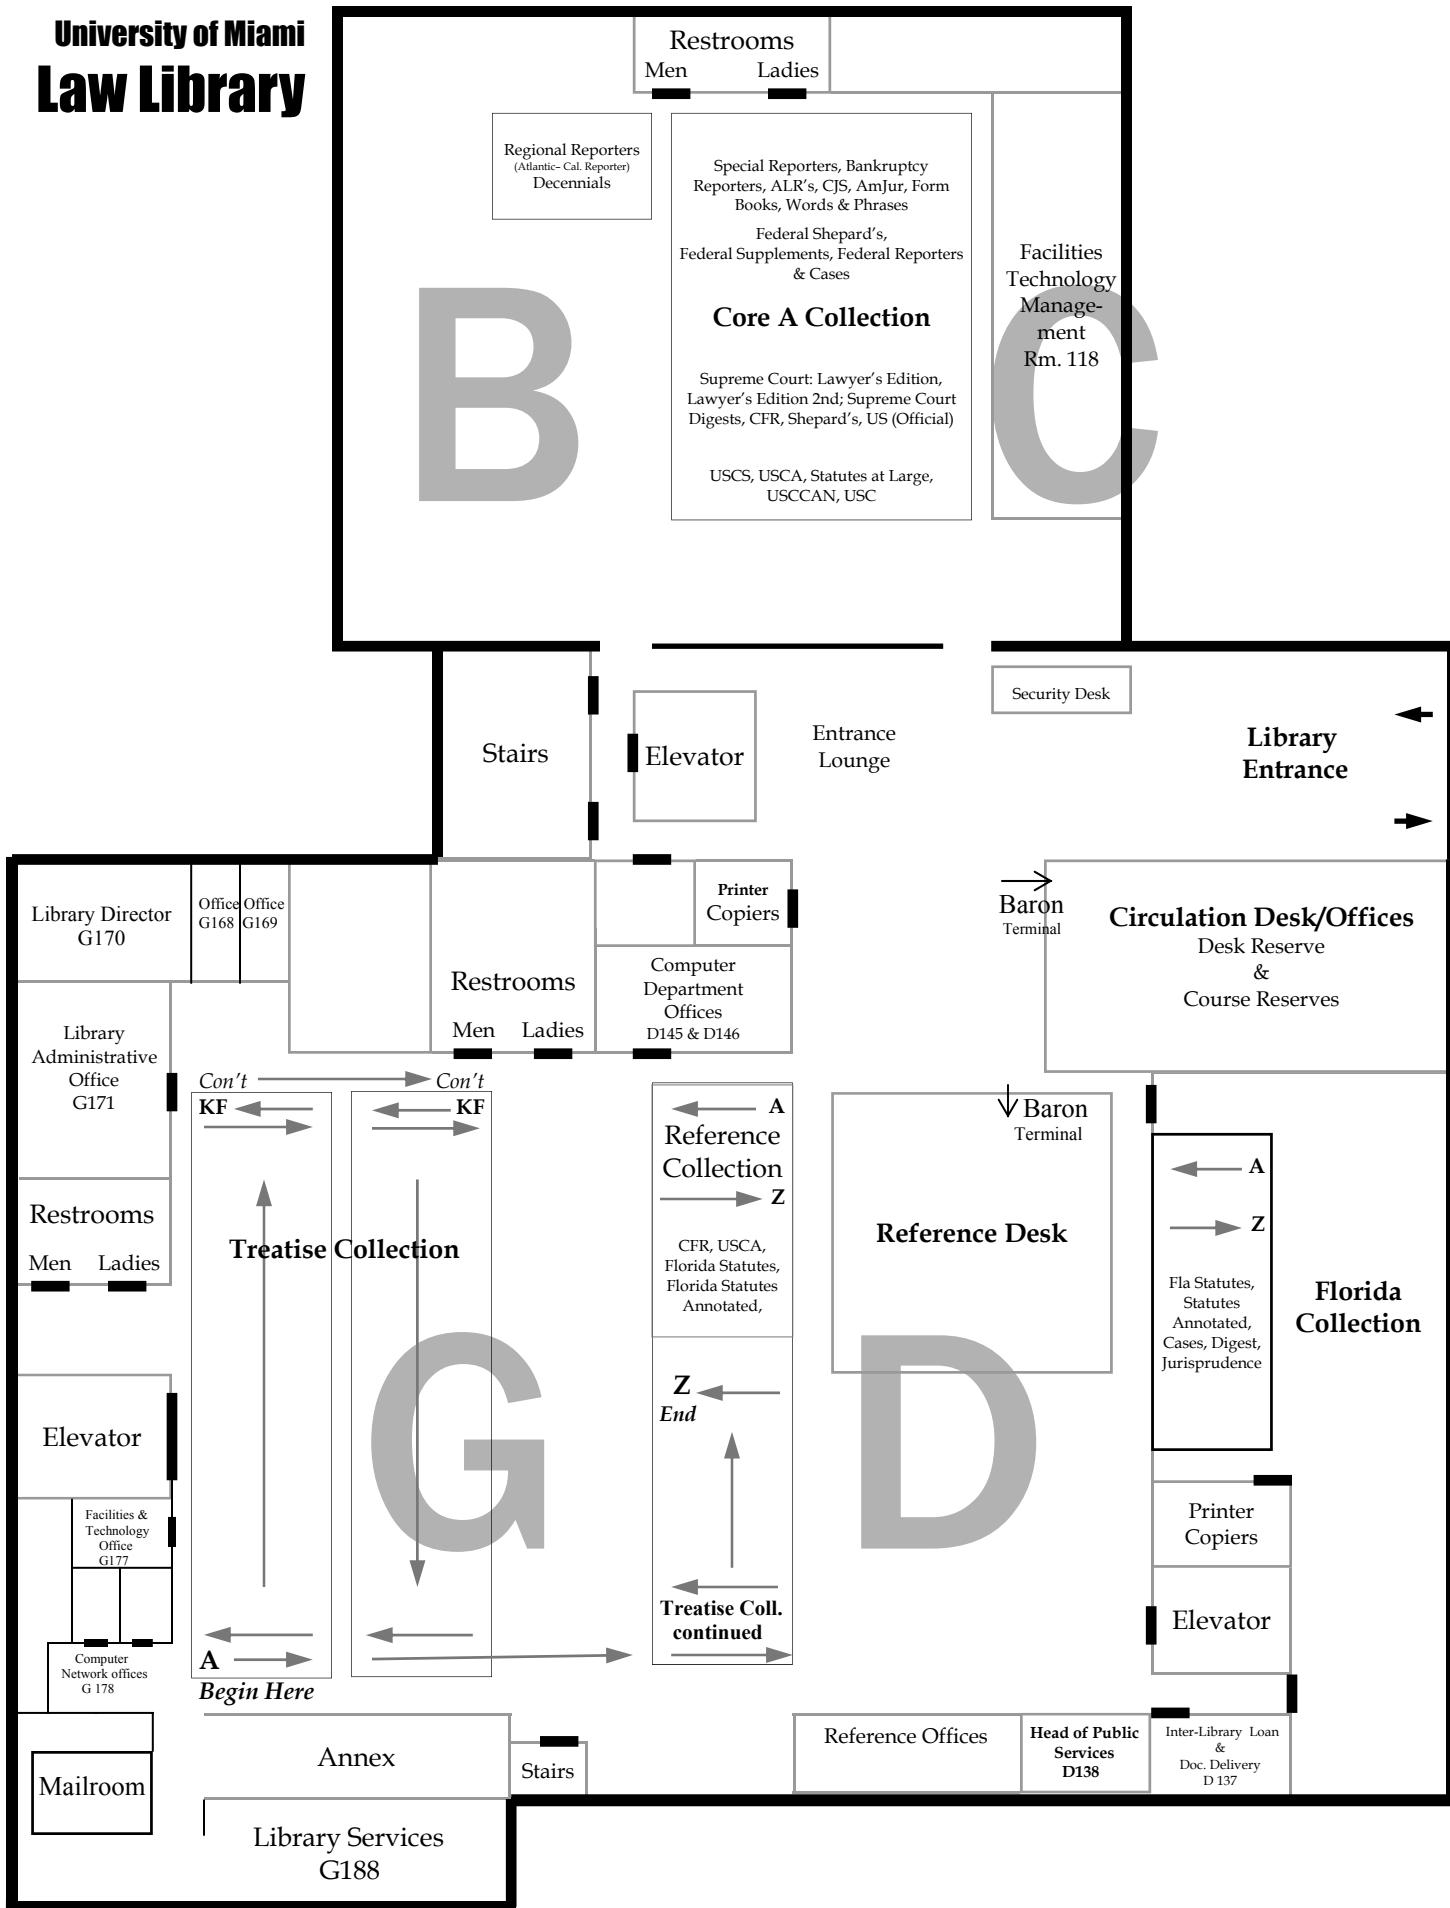 University of Miami
Law Library
Restrooms
Men Ladies
Regional Reporters
(Atlantic– Cal. Reporter)
Decennials
Special Reporters, Bankruptcy
Reporters, ALR’s, CJS, AmJur, Form
Books, Words & Phrases
Federal Shepard’s,
Federal Supplements, Federal Reporters
& Cases
Core A Collection
Supreme Court: Lawyer’s Edition,
Lawyer’s Edition 2nd; Supreme Court
Digests, CFR, Shepard’s, US (Official)
USCS, USCA, Statutes at Large,
USCCAN, USC
Facilities
Technology
Manage-
ment
Rm. 118
B
C
Security Desk
Stairs
Elevator
Entrance
Lounge
Library
Entrance
Library Director
G170
Office
G168
Office
G169
Printer
Copiers
Baron
Terminal
Circulation Desk/Offices
Desk Reserve
&
Course Reserves
Restrooms
Men Ladies
Computer
Department
Offices
D145 & D146
Library
Administrative
Office
G171
Con’t
Con’t
KF
KF
Treatise Collection
A
Reference
Collection
Z
CFR, USCA,
Florida Statutes,
Florida Statutes
Annotated,
Baron
Terminal
Reference Desk
A
Z
Fla Statutes,
Statutes
Annotated,
Cases, Digest,
Jurisprudence
Florida
Collection
Restrooms
Men Ladies
G
D
Z
End
Elevator
Facilities &
Technology
Office
G177
Printer
Copiers
Treatise Coll.
continued
Elevator
Computer
Network offices
G 178
A
Begin Here
Annex
Stairs
Reference Offices
Head of Public
Services
D138
Inter-Library Loan
&
Doc. Delivery
D 137
Mailroom
Library Services
G188